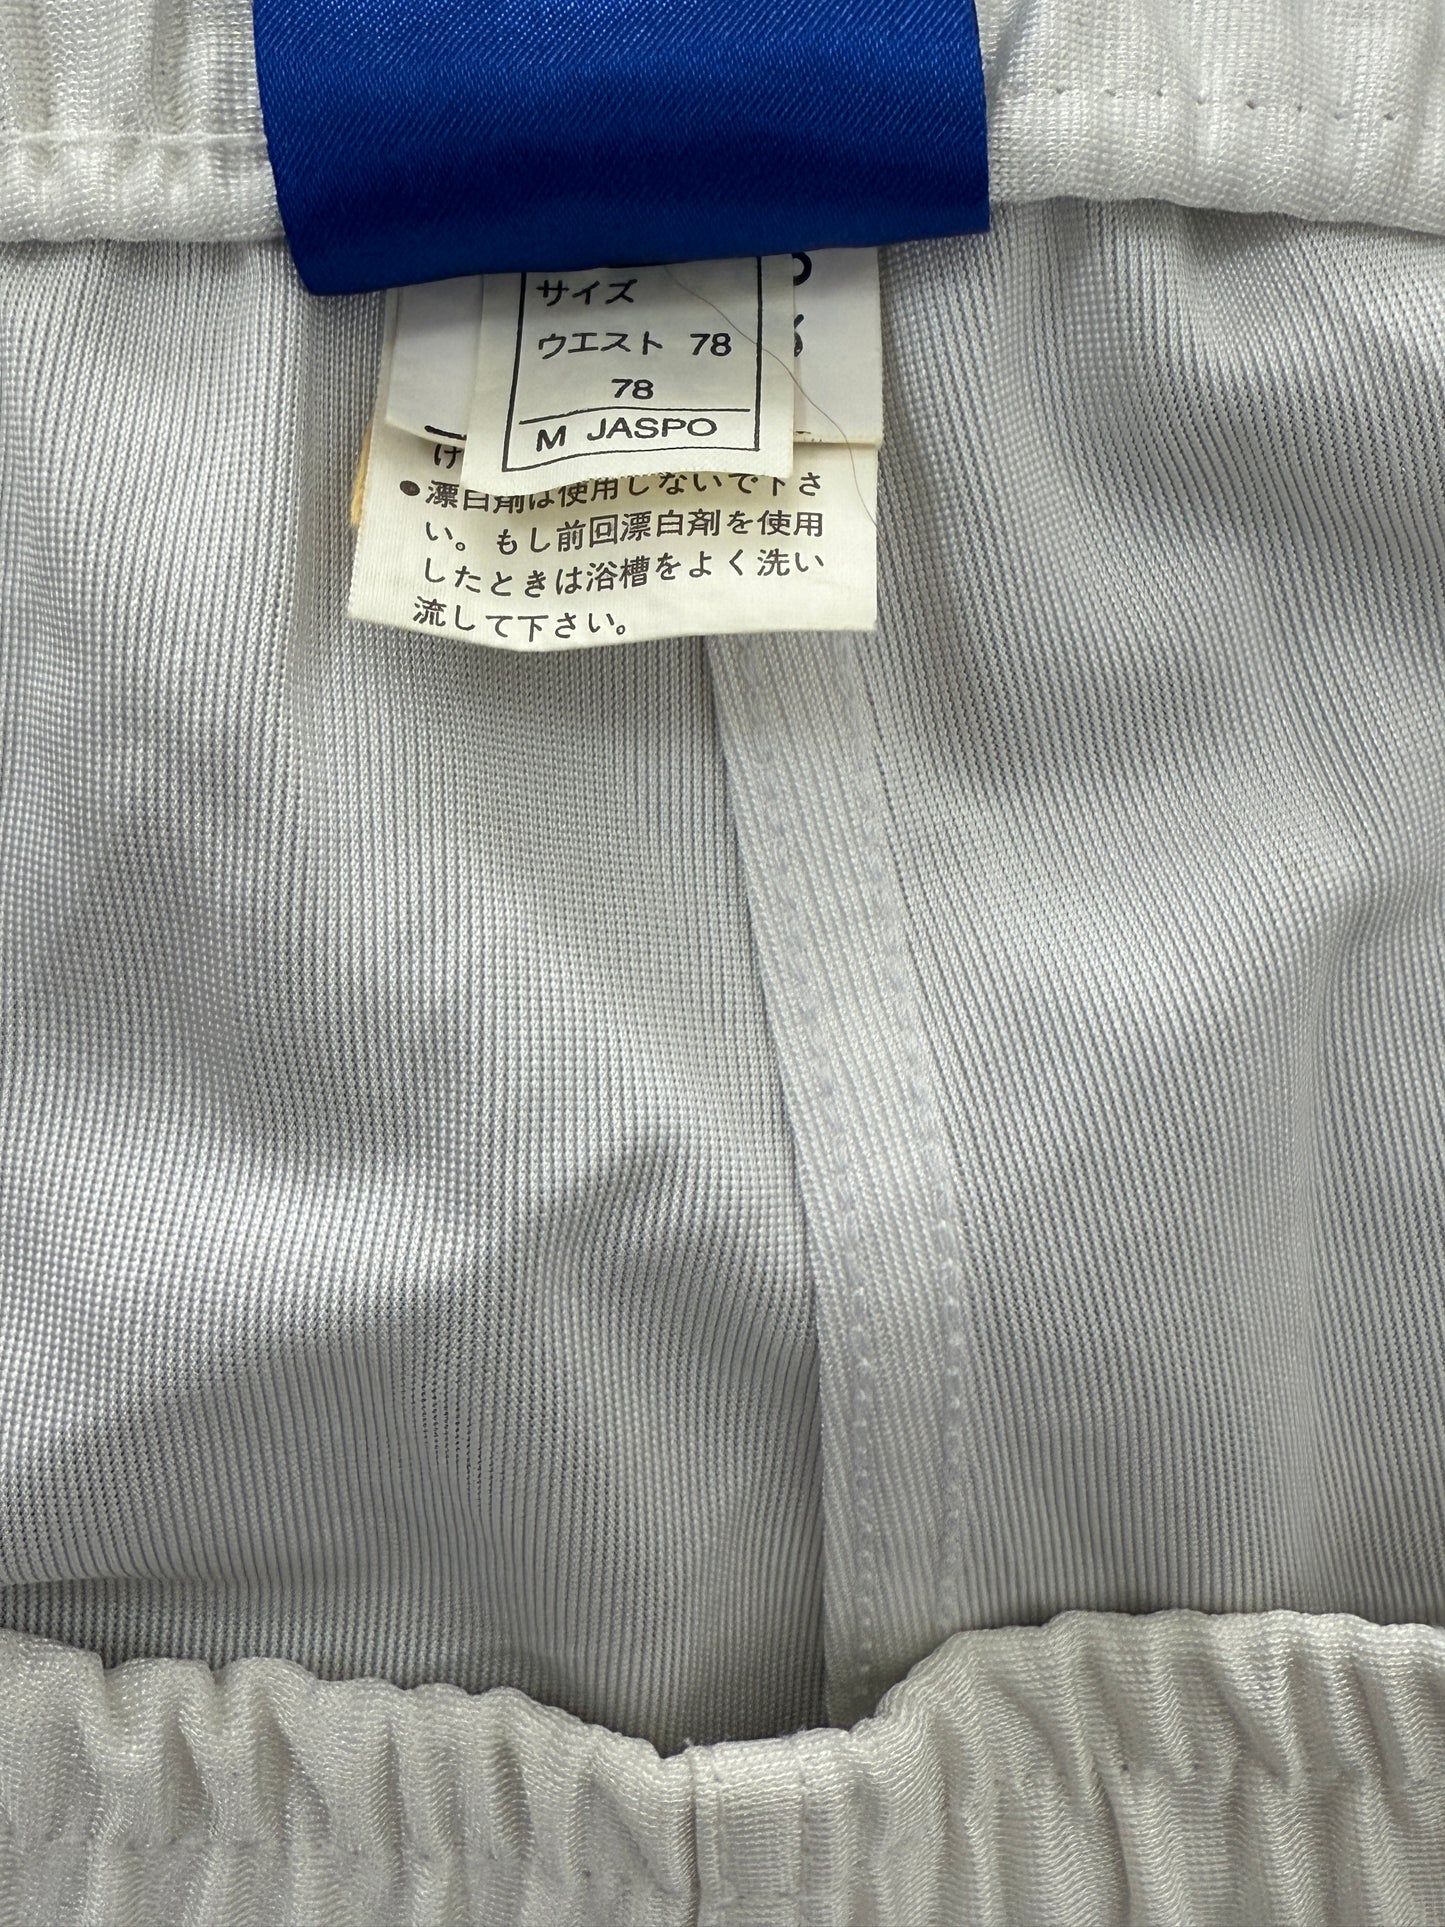 サイズ
ウエスト 78
78
M JASPO
け
●漂白剤は使用しないで下さ
い。もし前回漂白剤を使用
したときは浴槽をよく洗い
流して下さい。